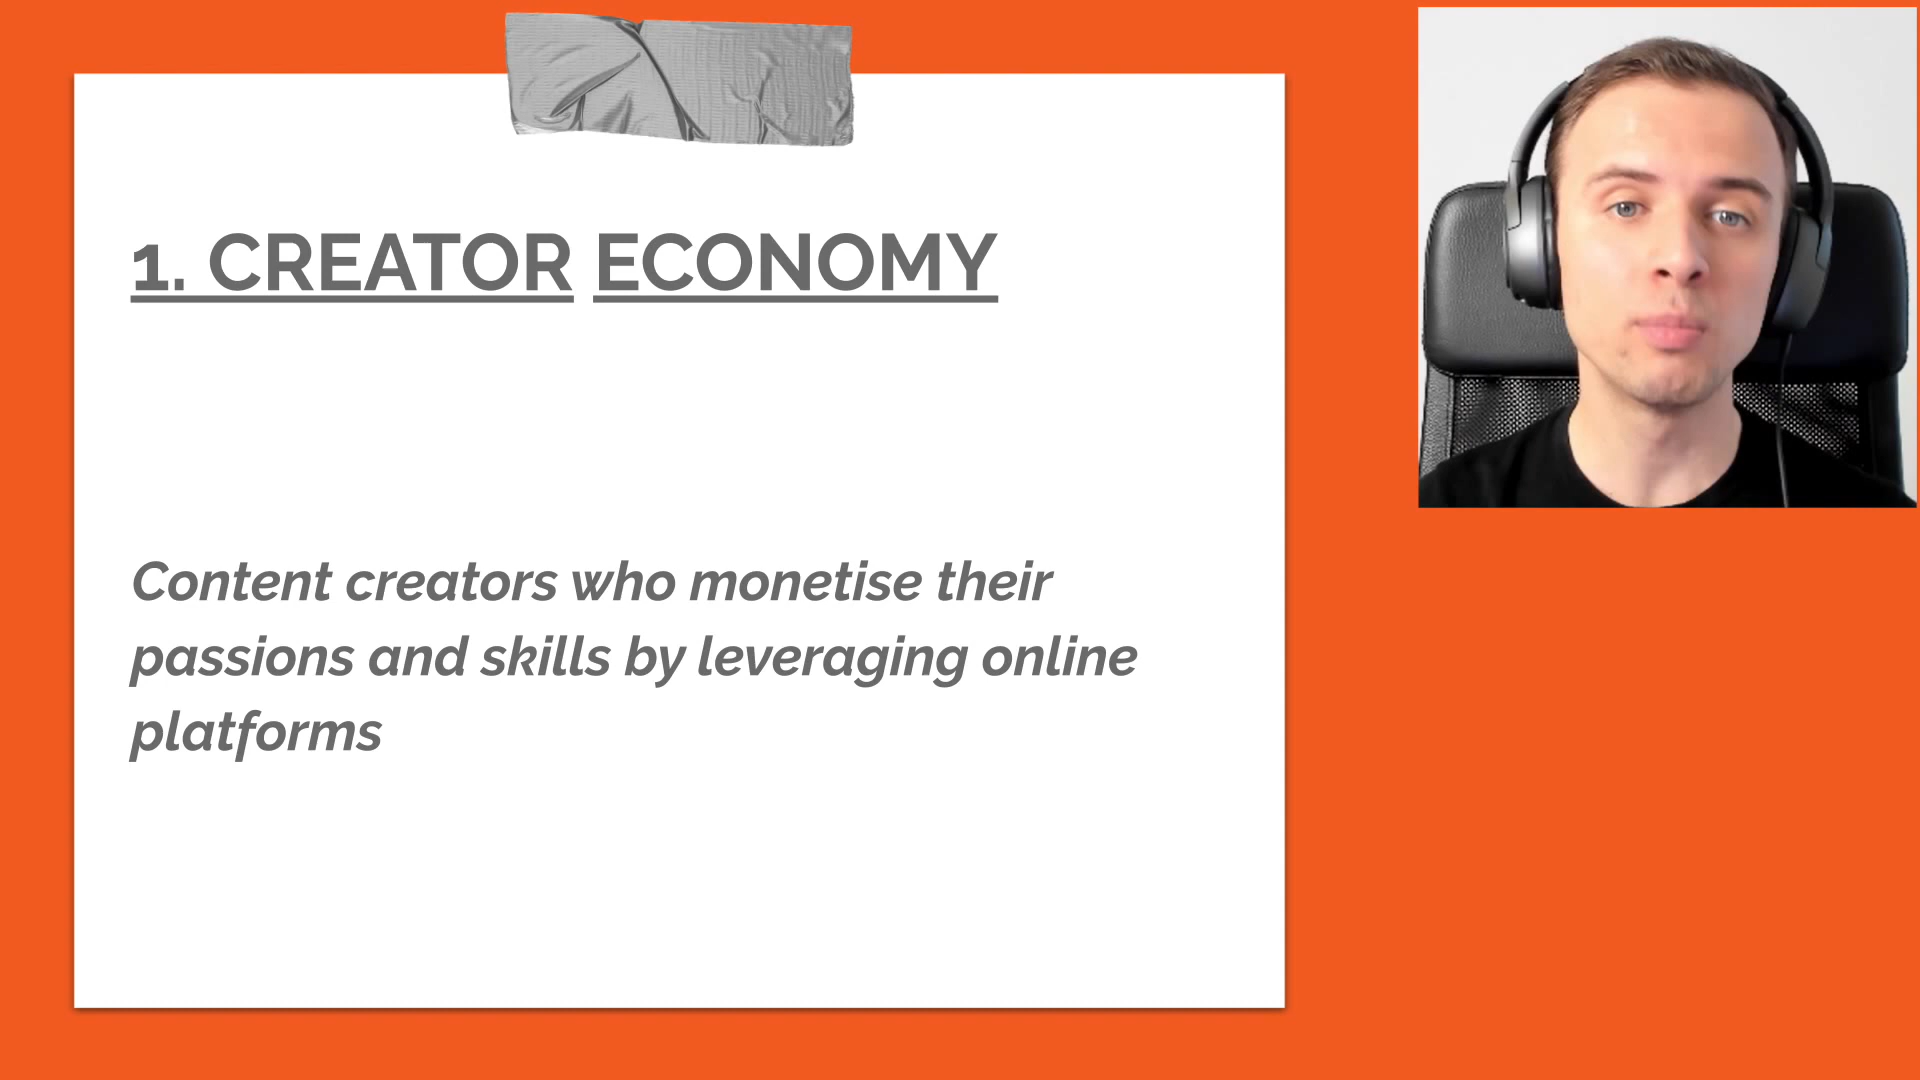 1. CREATOR ECONOMY
Content creators who monetise their
passions and skills by leveraging online
platforms